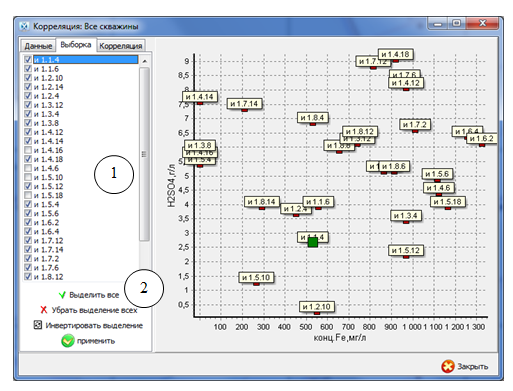 Корреляция: Все скважины
Данные Выборка Корреляция
и 1.1.4
и 1.1.6
и 1.2.10
и 1.2.14
и 1.2.4
и 1.3.12
и 1.3.4
и 1.3.8
и 1.4.12
и 1.4.14
и 1.4.16
и 1.4.18
и 1.4.6
и 1.5.10
и 1.5.12
и 1.5.18
и 1.5.4
и 1.5.6
и 1.6.2
и 1.6.4
и 1.7.12
и 1.7.14
и 1.7.2
и 1.7.6
и 1.8.12
1
2
Выделить все
Убрать выделение всех
Инвертировать выделение
применить
H2SO4,г/л
9
8,5
8
7,5
7
6,5
6
5,5
5
4,5
4
3,5
3
2,5
2
1,5
1
0,5
и 1.4.18
и 1.7.12
и 1.7.6
и 1.4.12
и 1.4.14
и 1.7.14
и 1.8.4
и 1.7.2
и 1.8.12
и 1.3.12
и 1.6.4
и 1.6.2
и 1.3.8
и 1.8.8
и 1.5.4
и 1.8.6
и 1.5.6
и 1.4.6
и 1.8.14
и 1.2.4
и 1.1.6
и 1.5.18
и 1.3.4
и 1.5.12
и 1.5.10
и 1.2.10
100 200 300 400 500 600 700 800 900 1 000 1 100 1 200 1 300
конц.Fe,мг/л
Закрыть